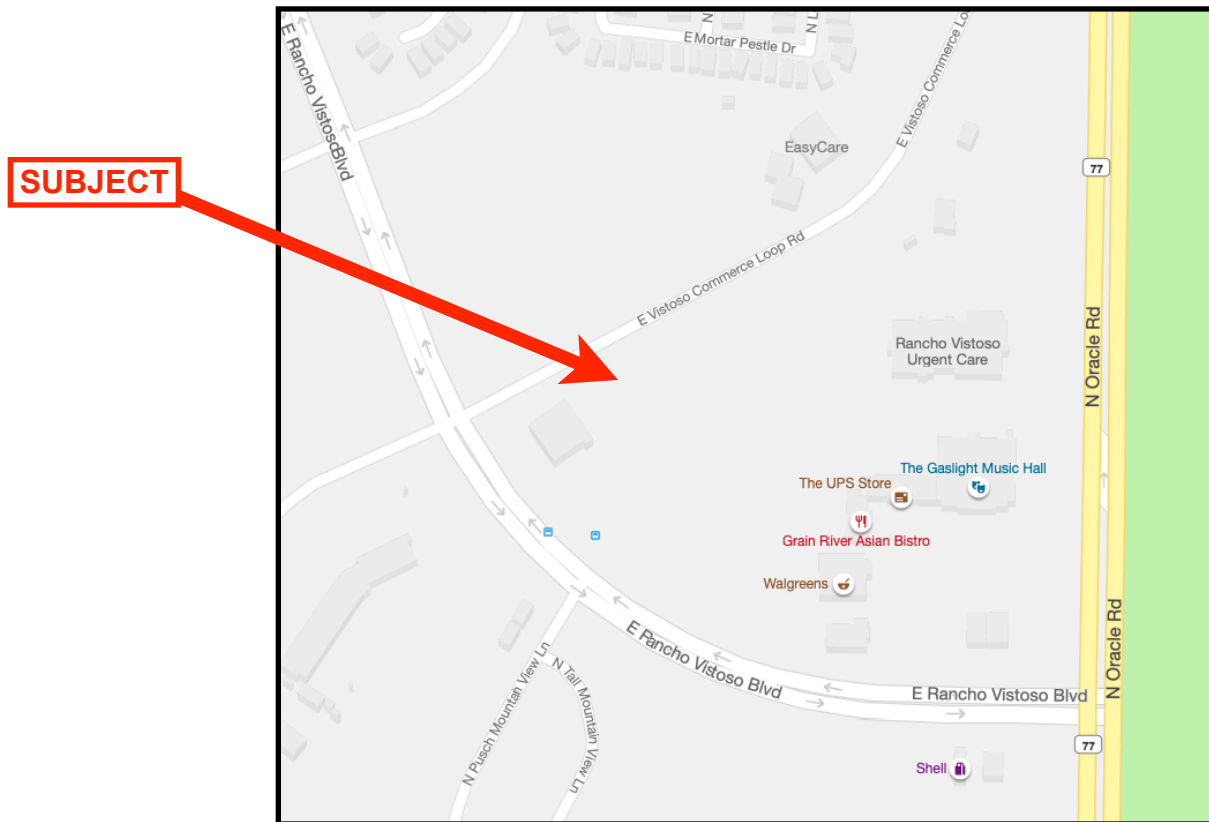 N
N L
E Rancho Vistoso Blvd
E Mortar Pestle Dr
E Vistoso Commerce Loop
EasyCare
77
SUBJECT
E Vistoso Commerce Loop Rd
N Oracle Rd
Rancho Vistoso
Urgent Care
The Gaslight Music Hall
The UPS Store
Grain River Asian Bistro
Walgreens
E Rancho Vistoso Blvd
N Oracle Rd
N Pusch Mountain View Ln
N Tall Mountain View Ln
E Rancho Vistoso Blvd
77
Shell